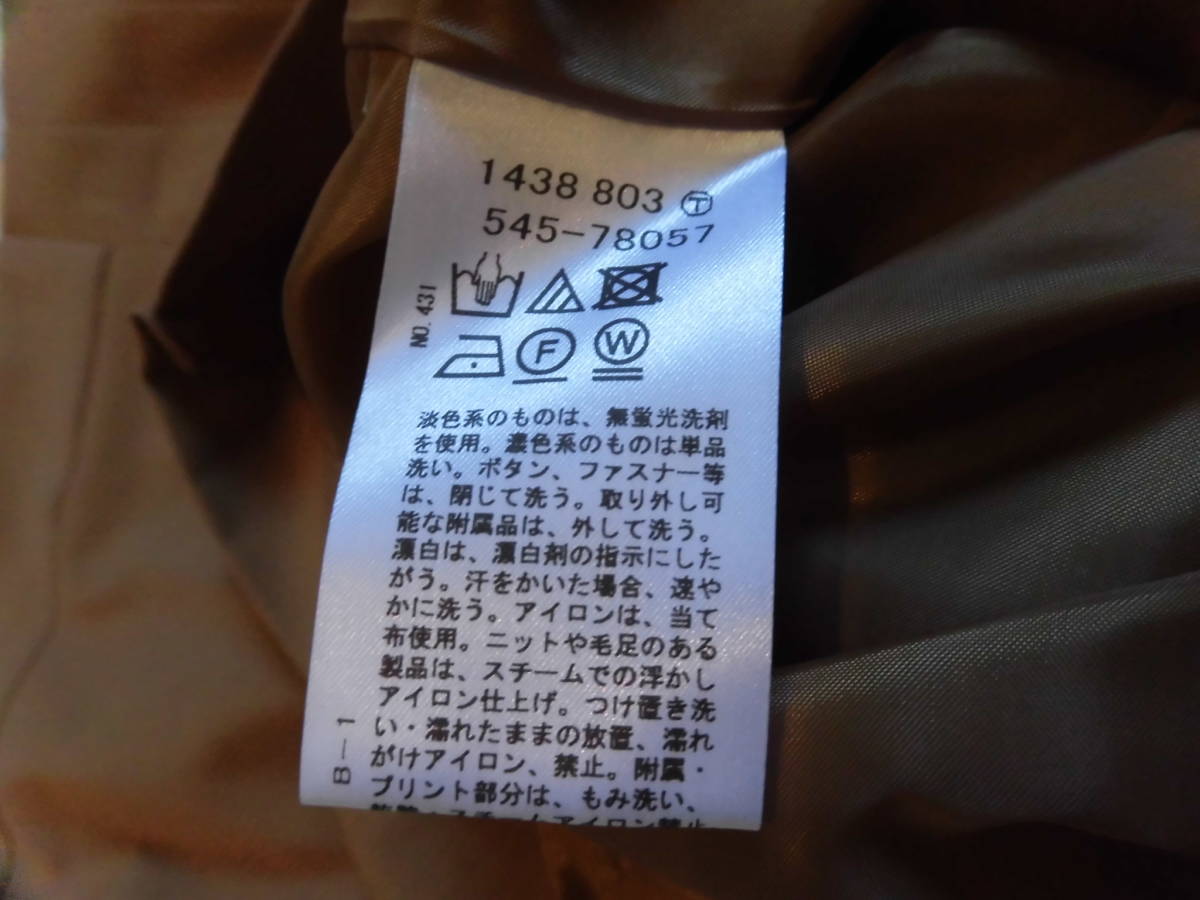 1438 803 Ⓣ
545-78057
NO. 431
F
W
淡色系のものは、無蛍光洗剤
を使用。濃色系のものは単品
洗い。ボタン、ファスナー等
は、閉じて洗う。取り外し可
能な附属品は、外して洗う。
漂白は、漂白剤の指示にした
がう。汗をかいた場合、速や
かに洗う。アイロンは、当て
布使用。ニットや毛足のある
製品は、スチームでの浮かし
アイロン仕上げ。つけ置き洗
い・濡れたままの放置、濡れ
がけアイロン、禁止。附属・
プリント部分は、もみ洗い、
B-1